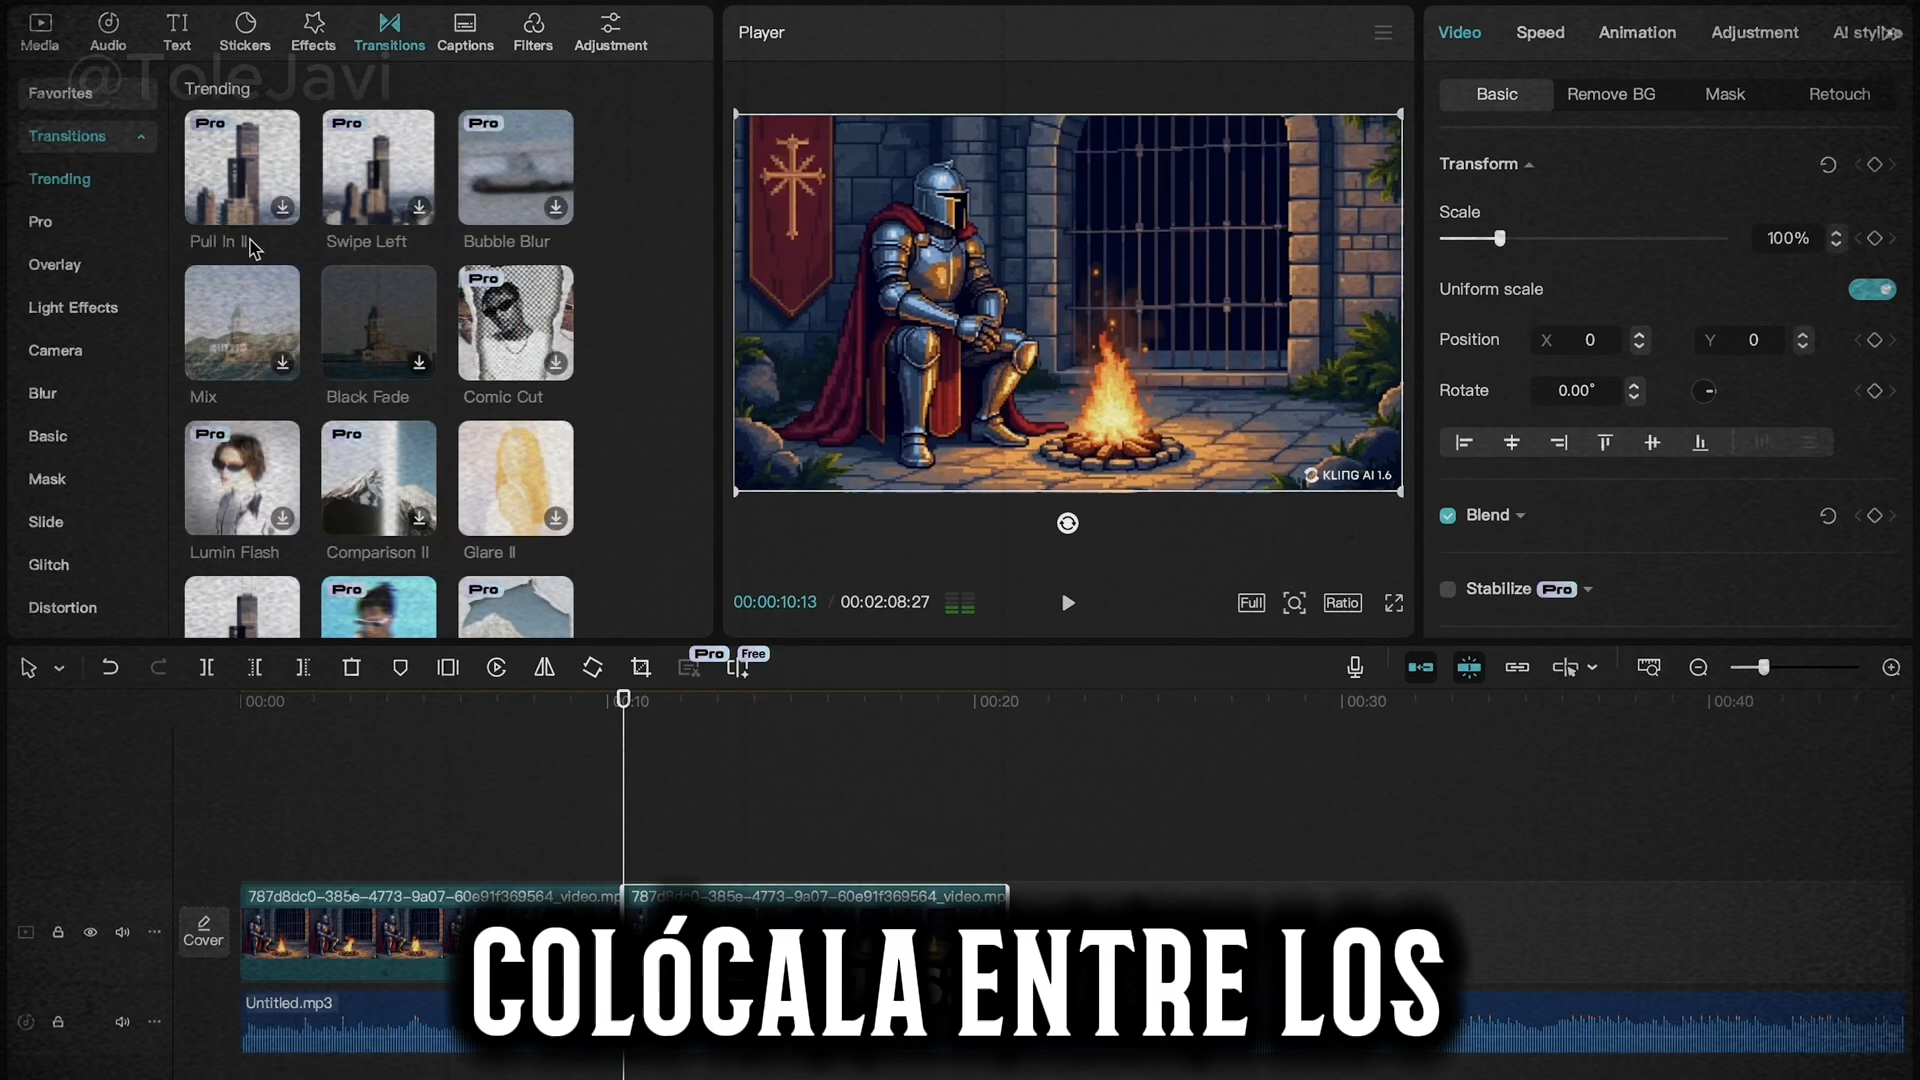 Media
Audio
Text
Stickers
Effects
Transitions
Captions
Filters
Adjustment
@ToleJavi
Favorites
Transitions
Trending
Pro
Overlay
Light Effects
Camera
Blur
Basic
Mask
Slide
Glitch
Distortion
Trending
Pro
Pro
Pro
Pull In II
Swipe Left
Bubble Blur
Pro
Mix
Black Fade
Comic Cut
Pro
Pro
Lumin Flash
Comparison II
Glare II
Pro
Pro
Player
KLING AI 1.6
00:00:10:13 / 00:02:08:27
Full
Ratio
Video
Speed
Animation
Adjustment
Basic
Remove BG
Mask
Retouch
Transform
Scale
100%
Uniform scale
Position X 0 Y 0
Rotate 0.00°
Blend
Stabilize Pro
Pro
Free
00:00
00:10
00:20
00:30
00:40
787d8dc0-385e-4773-9a07-60e91f369564_video.mp
787d8dc0-385e-4773-9a07-60e91f369564_video.mp
Cover
Untitled.mp3
COLÓCALA ENTRE LOS